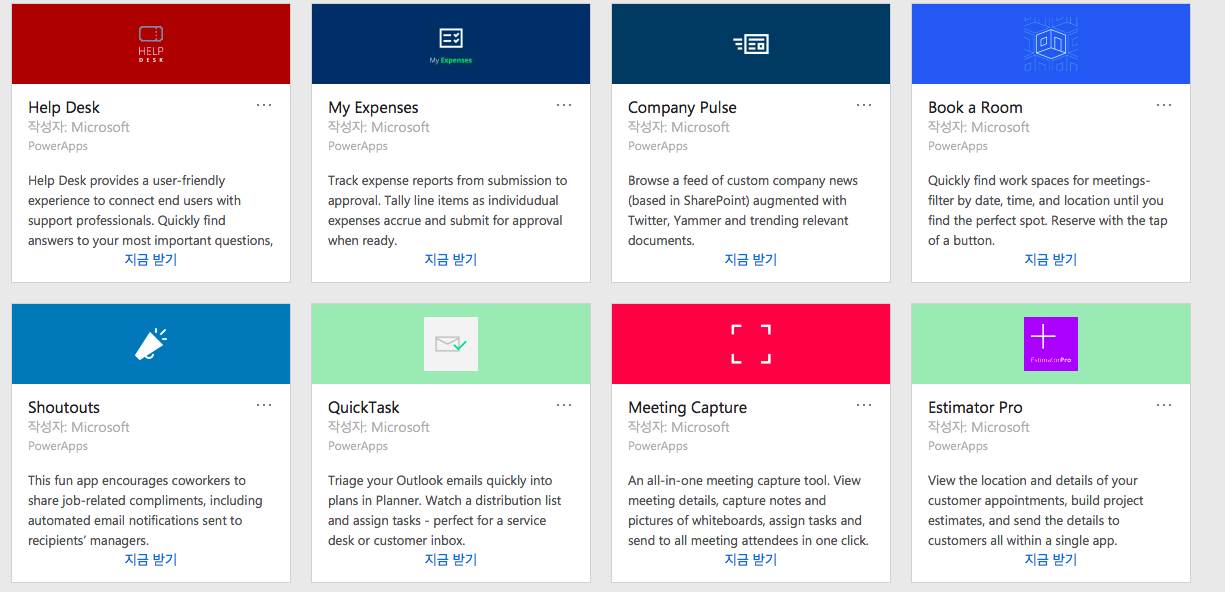 HELP
DESK
Help Desk
...
작성자: Microsoft
PowerApps
Help Desk provides a user-friendly
experience to connect end users with
support professionals. Quickly find
answers to your most important questions,
지금 받기
My Expenses
My Expenses
...
작성자: Microsoft
PowerApps
Track expense reports from submission to
approval. Tally line items as individudual
expenses accrue and submit for approval
when ready.
지금 받기
Company Pulse
...
작성자: Microsoft
PowerApps
Browse a feed of custom company news
(based in SharePoint) augmented with
Twitter, Yammer and trending relevant
documents.
지금 받기
Book a Room
...
작성자: Microsoft
PowerApps
Quickly find work spaces for meetings-
filter by date, time, and location until you
find the perfect spot. Reserve with the tap
of a button.
지금 받기
Shoutouts
...
작성자: Microsoft
PowerApps
This fun app encourages coworkers to
share job-related compliments, including
automated email notifications sent to
recipients’ managers.
지금 받기
QuickTask
...
작성자: Microsoft
PowerApps
Triage your Outlook emails quickly into
plans in Planner. Watch a distribution list
and assign tasks - perfect for a service
desk or customer inbox.
지금 받기
Meeting Capture
...
작성자: Microsoft
PowerApps
An all-in-one meeting capture tool. View
meeting details, capture notes and
pictures of whiteboards, assign tasks and
send to all meeting attendees in one click.
지금 받기
EstimatorPro
Estimator Pro
...
작성자: Microsoft
PowerApps
View the location and details of your
customer appointments, build project
estimates, and send the details to
customers all within a single app.
지금 받기